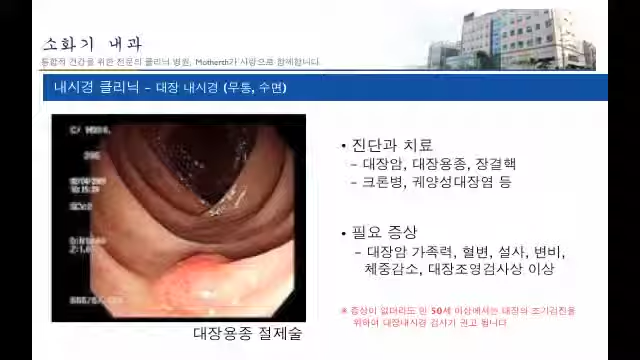 소화기 내과
통합적 건강을 위한 전문의 클리닉 병원, Motherth가 사랑으로 함께합니다.
내시경 클리닉 – 대장 내시경 (무통, 수면)
• 진단과 치료
– 대장암, 대장용종, 장결핵
– 크론병, 궤양성대장염 등
• 필요 증상
– 대장암 가족력, 혈변, 설사, 변비,
체중감소, 대장조영검사상 이상
※ 증상이 없더라도 만 50세 이상에서는 대장의 조기검진을
위하여 대장내시경 검사가 권고 됩니다
대장용종 절제술